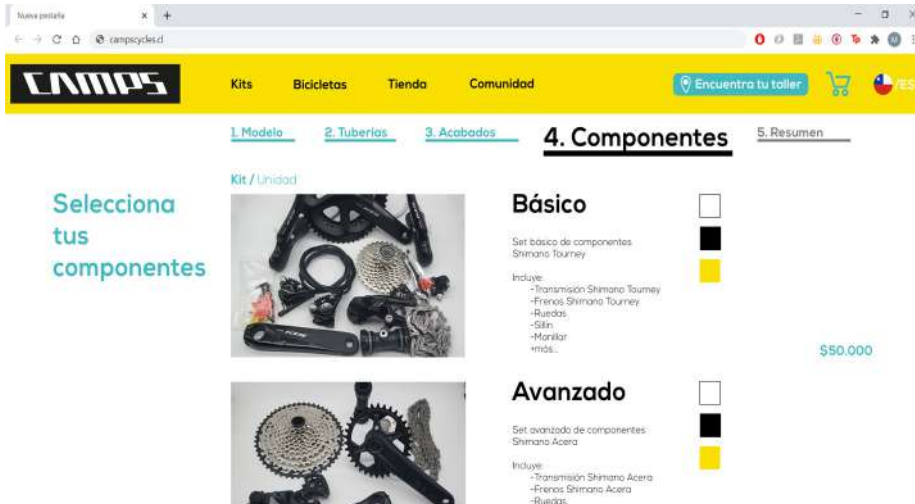 Nueva pestaña
campscycles.cl
CAMPS
Kits
Bicicletas
Tienda
Comunidad
Encuentra tu taller
/ES
1. Modelo
2. Tuberías
3. Acabados
4. Componentes
5. Resumen
Kit / Unidad
Selecciona
tus
componentes
Básico
Set básico de componentes
Shimano Tourney
Incluye:
-Transmisión Shimano Tourney
-Frenos Shimano Tourney
-Ruedas
-Sillín
-Manillar
+más...
$50.000
Avanzado
Set avanzado de componentes
Shimano Acera
Incluye:
-Transmisión Shimano Acera
-Frenos Shimano Acera
-Ruedas